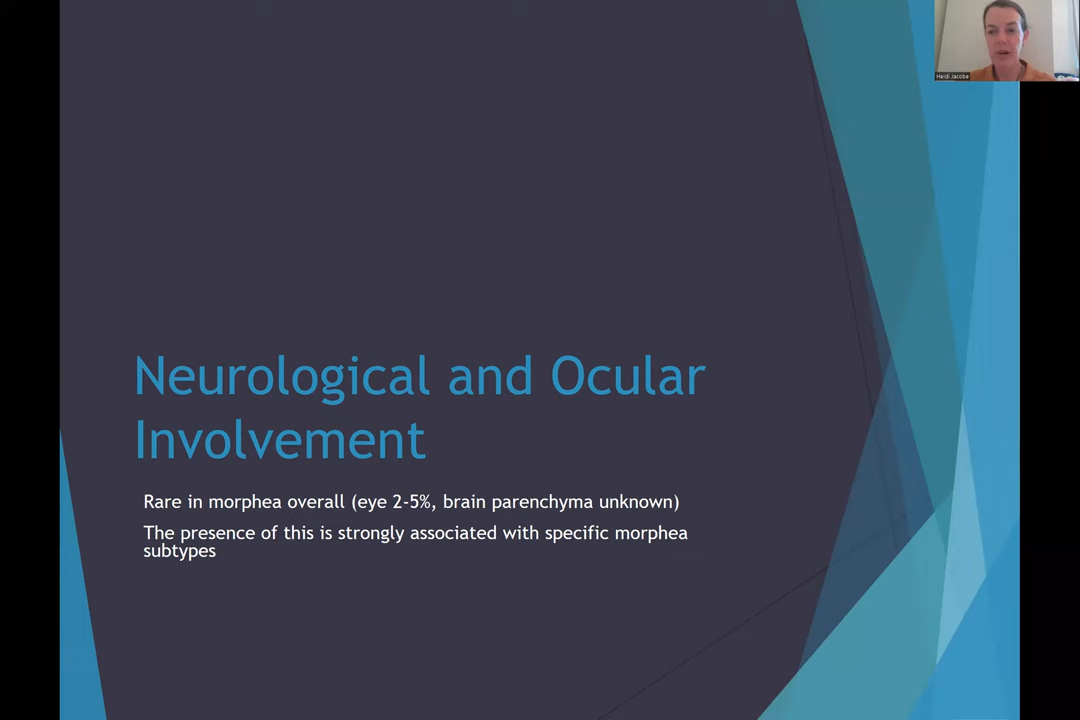 Heidi Jacobe
Neurological and Ocular
Involvement
Rare in morphea overall (eye 2-5%, brain parenchyma unknown)
The presence of this is strongly associated with specific morphea
subtypes